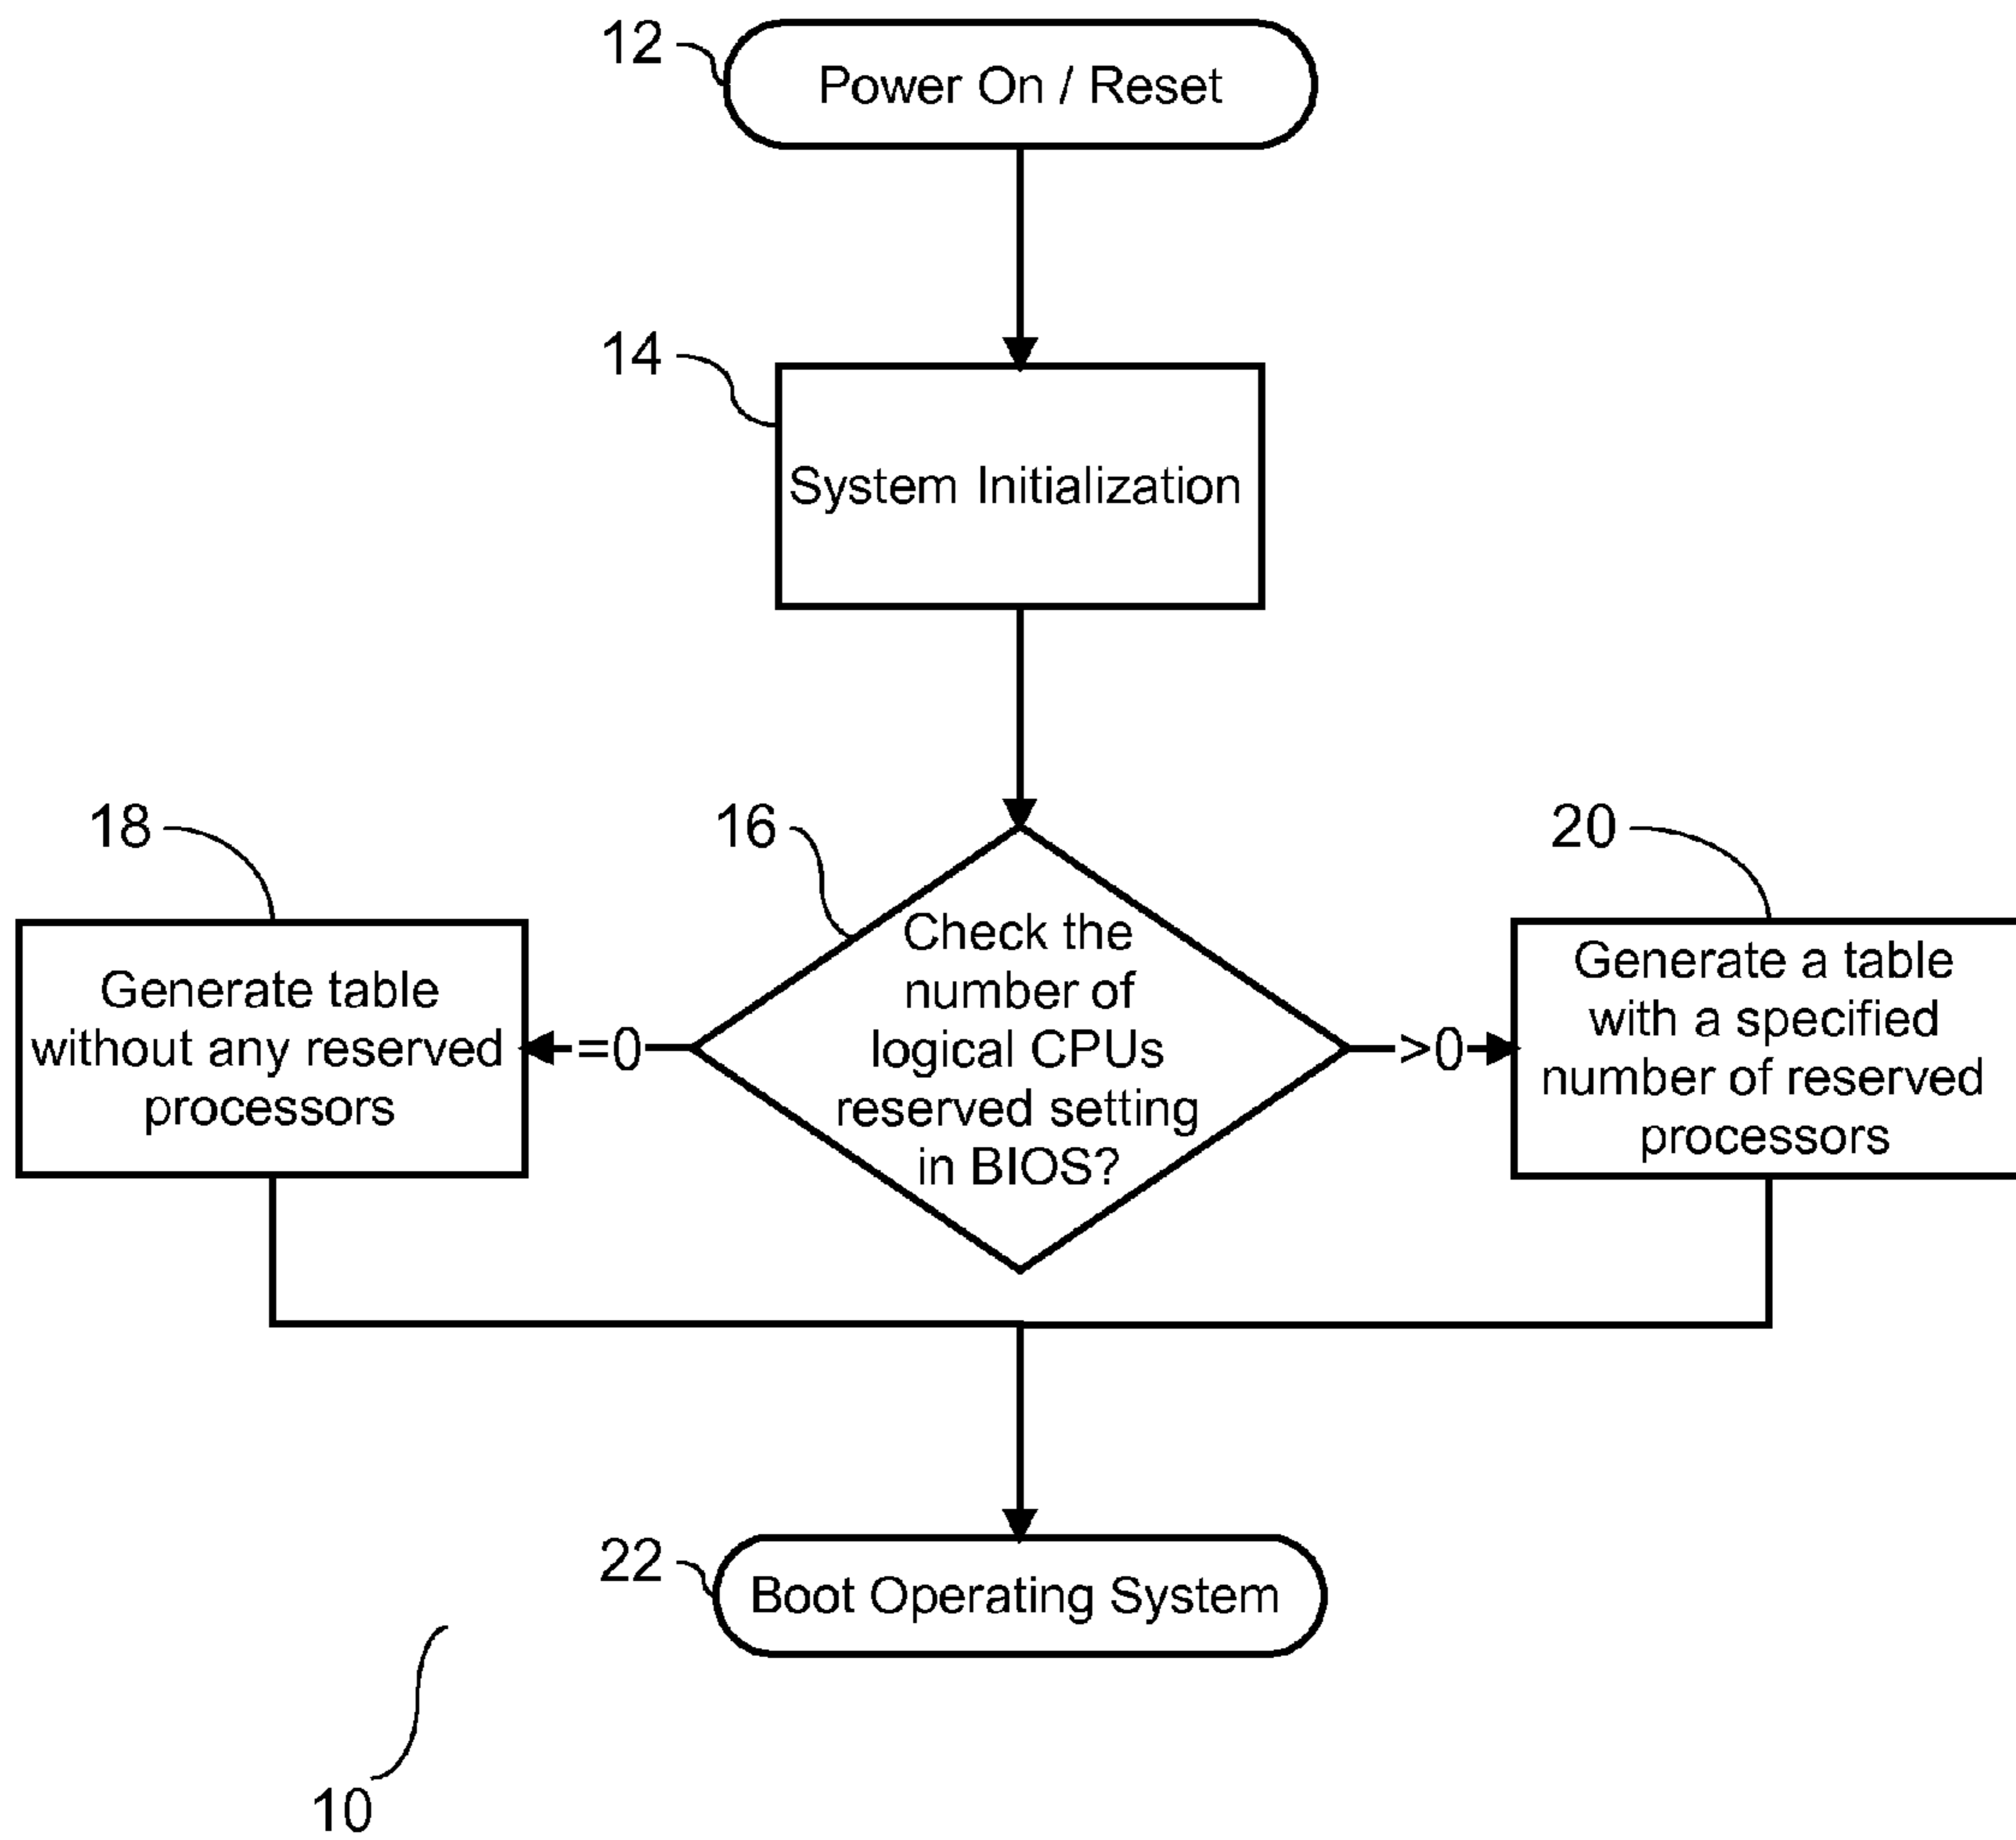 12
Power On / Reset
14
System Initialization
18
16
20
Generate table
without any reserved
processors
=0
Check the
number of
logical CPUs
reserved setting
in BIOS?
>0
Generate a table
with a specified
number of reserved
processors
22
Boot Operating System
10